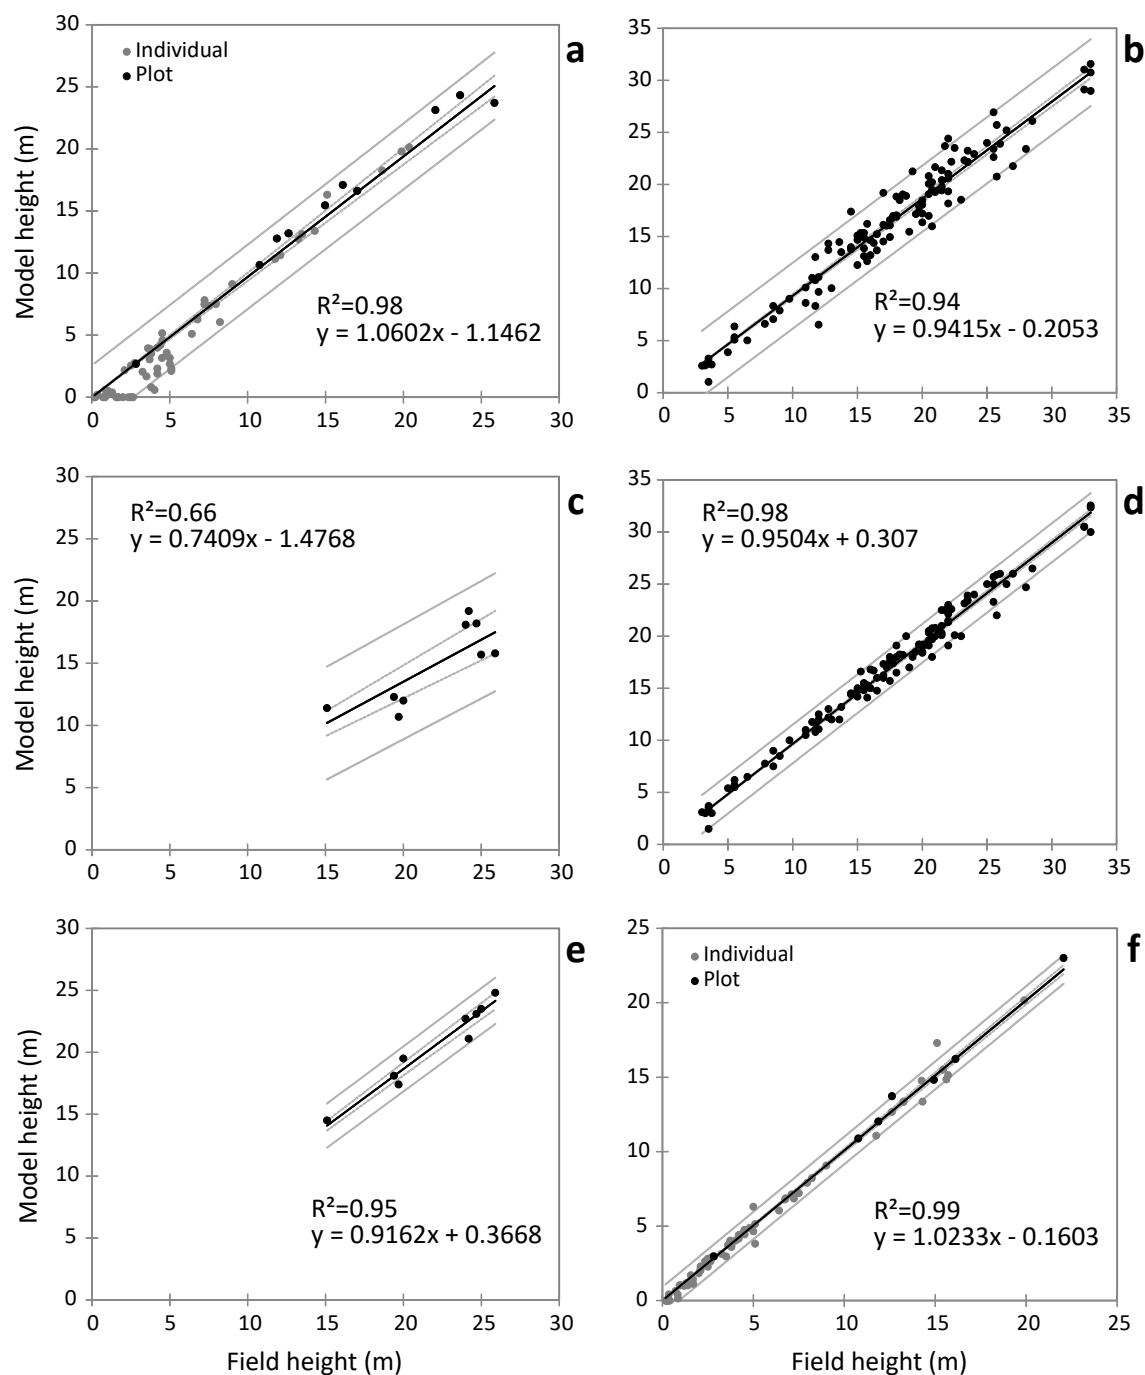 a
Individual
Plot
R²=0.98
y = 1.0602x - 1.1462
Model height (m)
30
25
20
15
10
5
0
0 5 10 15 20 25 30
b
R²=0.94
y = 0.9415x - 0.2053
35
30
25
20
15
10
5
0
0 5 10 15 20 25 30 35
c
R²=0.66
y = 0.7409x - 1.4768
Model height (m)
30
25
20
15
10
5
0
0 5 10 15 20 25 30
d
R²=0.98
y = 0.9504x + 0.307
35
30
25
20
15
10
5
0
0 5 10 15 20 25 30 35
e
R²=0.95
y = 0.9162x + 0.3668
Model height (m)
30
25
20
15
10
5
0
0 5 10 15 20 25 30
Field height (m)
f
Individual
Plot
R²=0.99
y = 1.0233x - 0.1603
25
20
15
10
5
0
0 5 10 15 22 25
Field height (m)